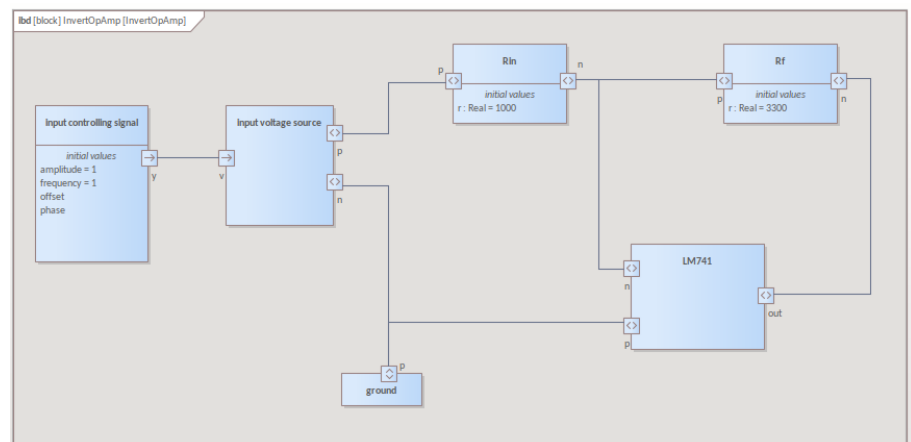 ibd [block] InvertOpAmp [InvertOpAmp]
Input controlling signal
initial values
amplitude = 1
frequency = 1
offset
phase
y
Input voltage source
v
p
n
RIn
initial values
r : Real = 1000
p
n
Rf
initial values
r : Real = 3300
p
n
LM741
n
p
out
ground
p